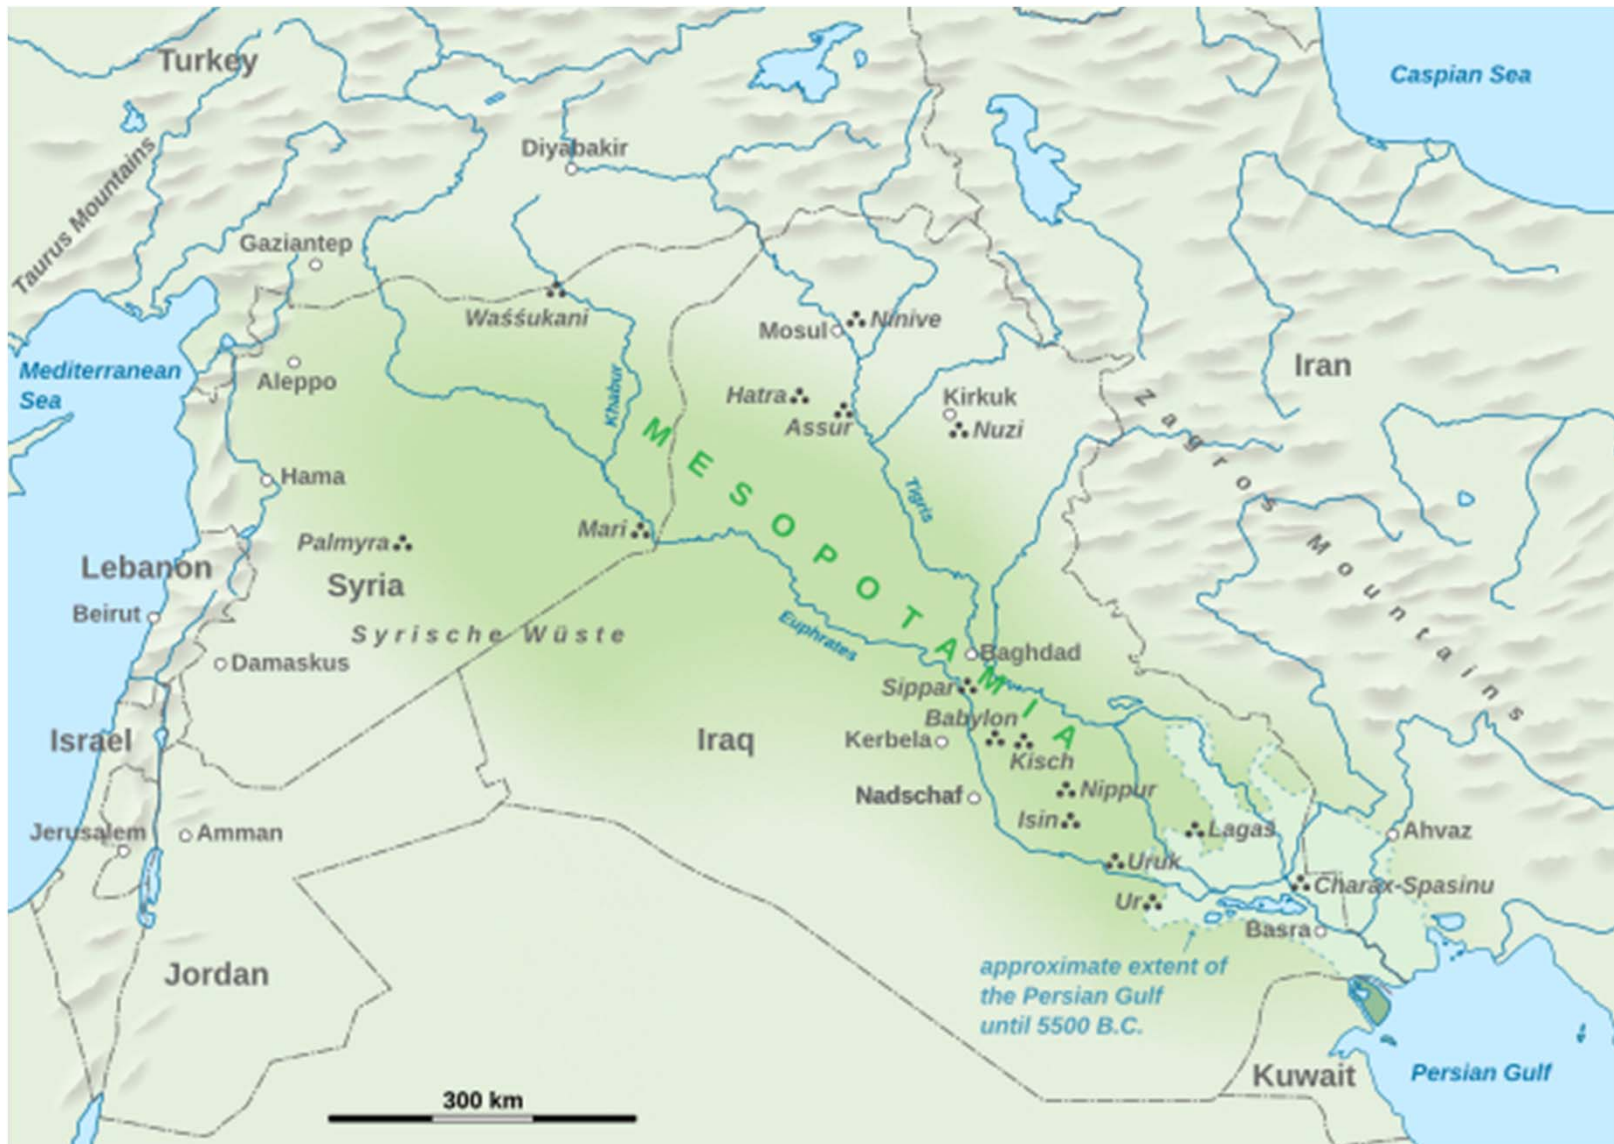 Turkey
Caspian Sea
Diyabakir
Taurus Mountains
Gaziantep
Waśśukani
Mosul
Ninive
Mediterranean
Sea
Aleppo
Khabur
Hatra
Assur
Kirkuk
Nuzi
Iran
Zagros Mountains
MESOPOTAMIA
Hama
Tigris
Palmyra
Mari
Lebanon
Syria
Beirut
Syrische Wüste
Euphrates
Damaskus
Baghdad
Sippar
Babylon
Israel
Iraq
Kerbela
Kisch
Nadschaf
Nippur
Isin
Lagaš
Jerusalem
Amman
Ahvaz
Uruk
Charax-Spasinu
Ur
Basra
Jordan
approximate extent of
the Persian Gulf
until 5500 B.C.
Kuwait
Persian Gulf
300 km